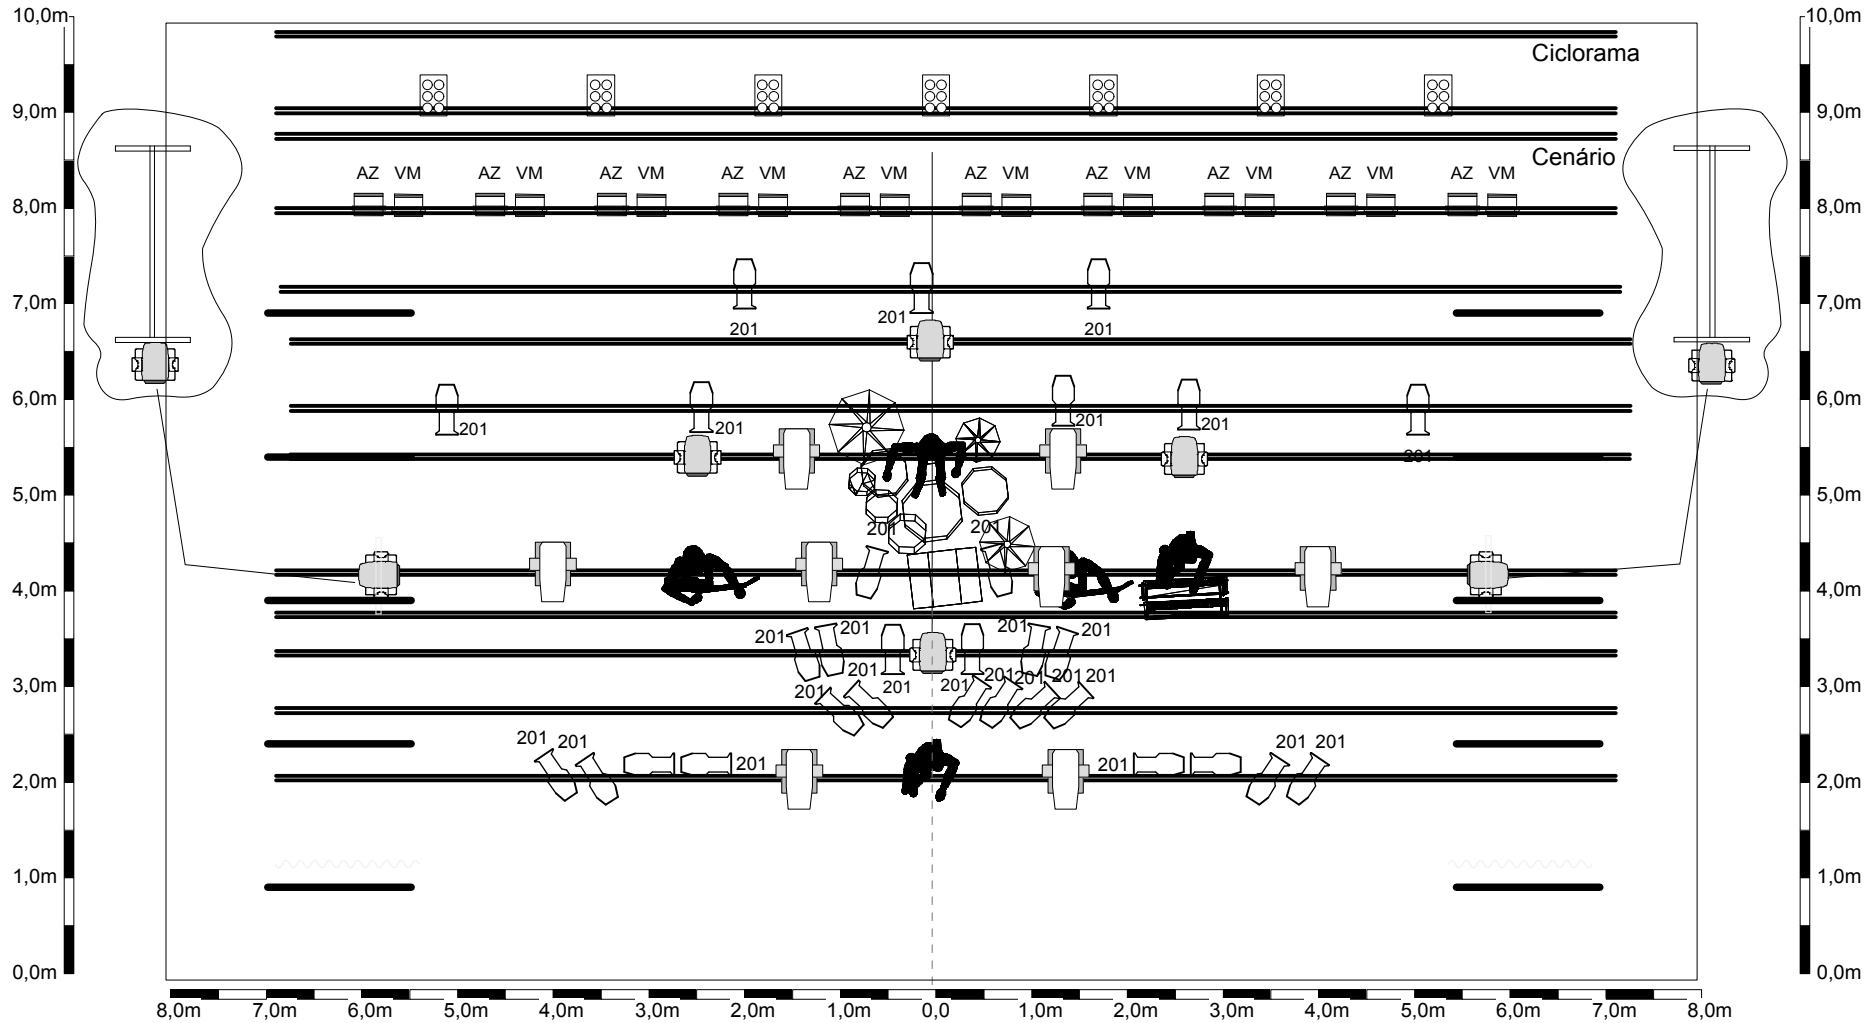 10,0m 10,0m
Ciclorama
9,0m 9,0m
Cenário
AZ VM AZ VM AZ VM AZ VM AZ VM AZ VM AZ VM AZ VM AZ VM AZ VM
8,0m 8,0m
7,0m 7,0m
201 201 201
6,0m 6,0m
201 201 201 201 201
5,0m 5,0m
201 201
4,0m 4,0m
201 201 201 201
201 201 201 201 201
3,0m 201 201 201 3,0m
201 201 201 201
201 201
2,0m 2,0m
1,0m 1,0m
0,0m 0,0m
8,0m 7,0m 6,0m 5,0m 4,0m 3,0m 2,0m 1,0m 0,0 1,0m 2,0m 3,0m 4,0m 5,0m 6,0m 7,0m 8,0m